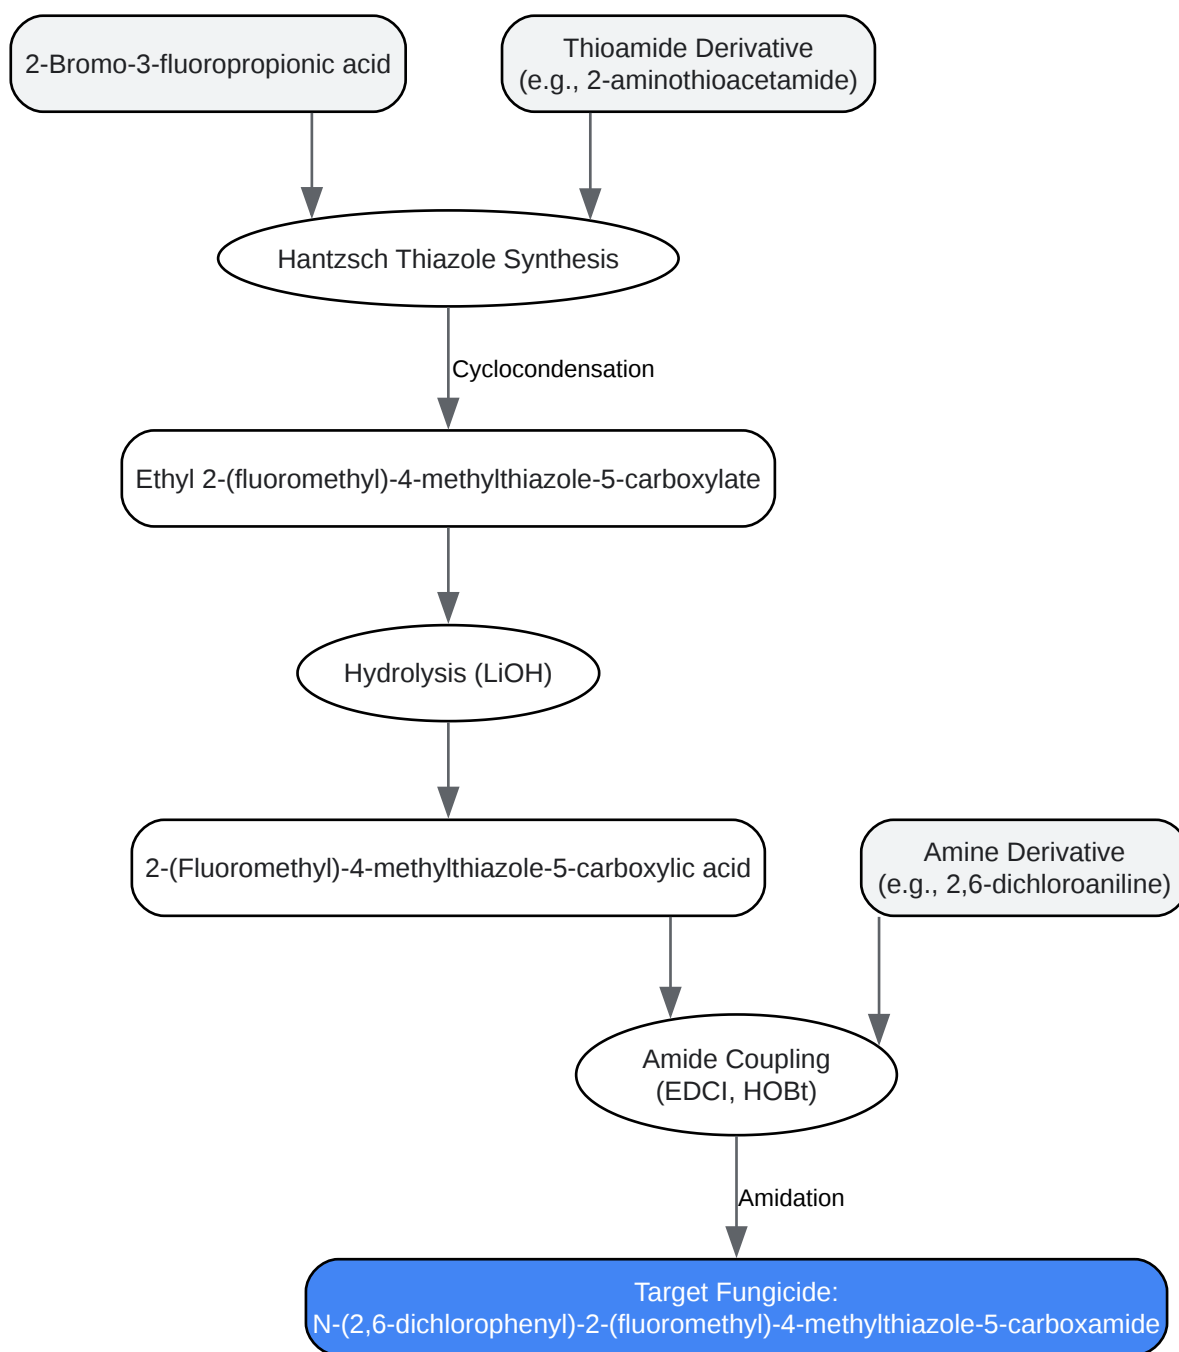 2-Bromo-3-fluoropropionic acid
Thioamide Derivative
(e.g., 2-aminothioacetamide)
Hantzsch Thiazole Synthesis
Cyclocondensation
Ethyl 2-(fluoromethyl)-4-methylthiazole-5-carboxylate
Hydrolysis (LiOH)
2-(Fluoromethyl)-4-methylthiazole-5-carboxylic acid
Amine Derivative
(e.g., 2,6-dichloroaniline)
Amide Coupling
(EDCI, HOBt)
Amidation
Target Fungicide:
N-(2,6-dichlorophenyl)-2-(fluoromethyl)-4-methylthiazole-5-carboxamide